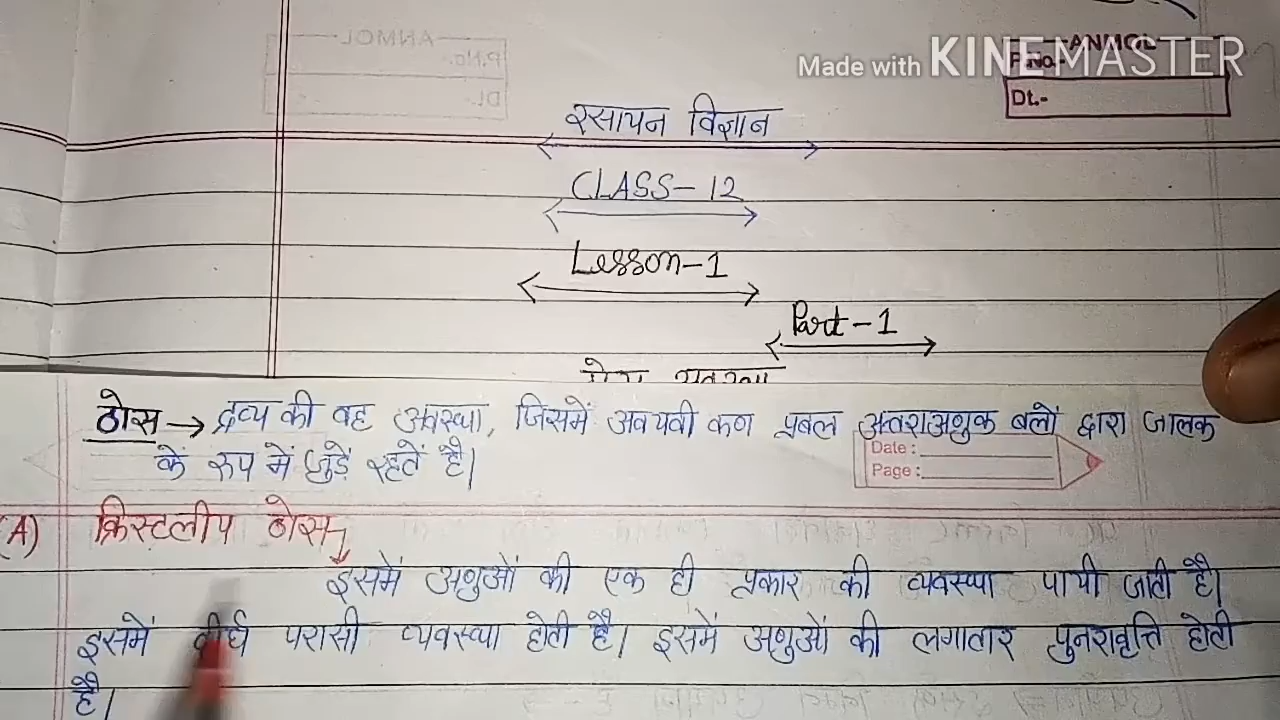 Made with KINEMASTER
ANMOL
P.No.-
Dt.-
रसायन विज्ञान
CLASS-12
Lesson-1
Part-1
ठोस → द्रव्य की वह अवस्था, जिसमें अवयवी कण प्रबल अंतराअणुक बलों द्वारा जालक
के रुप में जुड़े रहतें है।
Date :
Page :
(A) क्रिस्टलीय ठोस
इसमें अणुओं की एक ही प्रकार की व्यवस्था पायी जाती है।
इसमें दीर्घ परासी व्यवस्था होती है। इसमें अणुओं की लगातार पुनरावृत्ति होती
है।